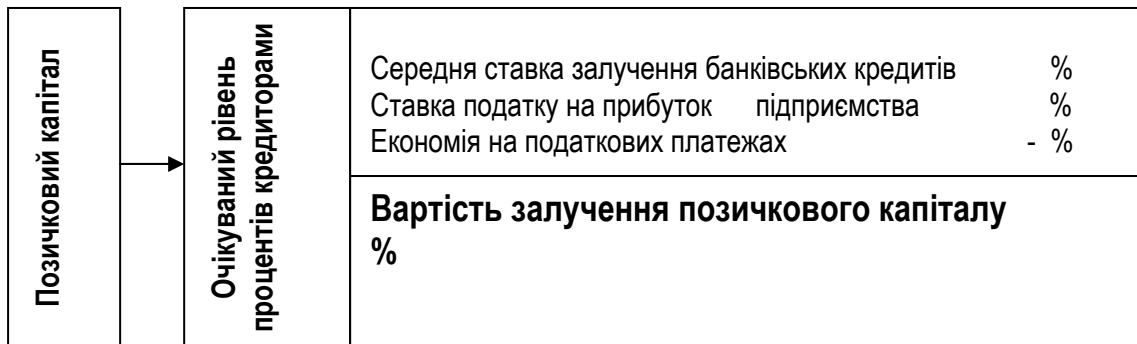 Позичковий капітал
Очікуваний рівень
процентів кредиторами
Середня ставка залучення банківських кредитів %
Ставка податку на прибуток підприємства %
Економія на податкових платежах - %
Вартість залучення позичкового капіталу
%